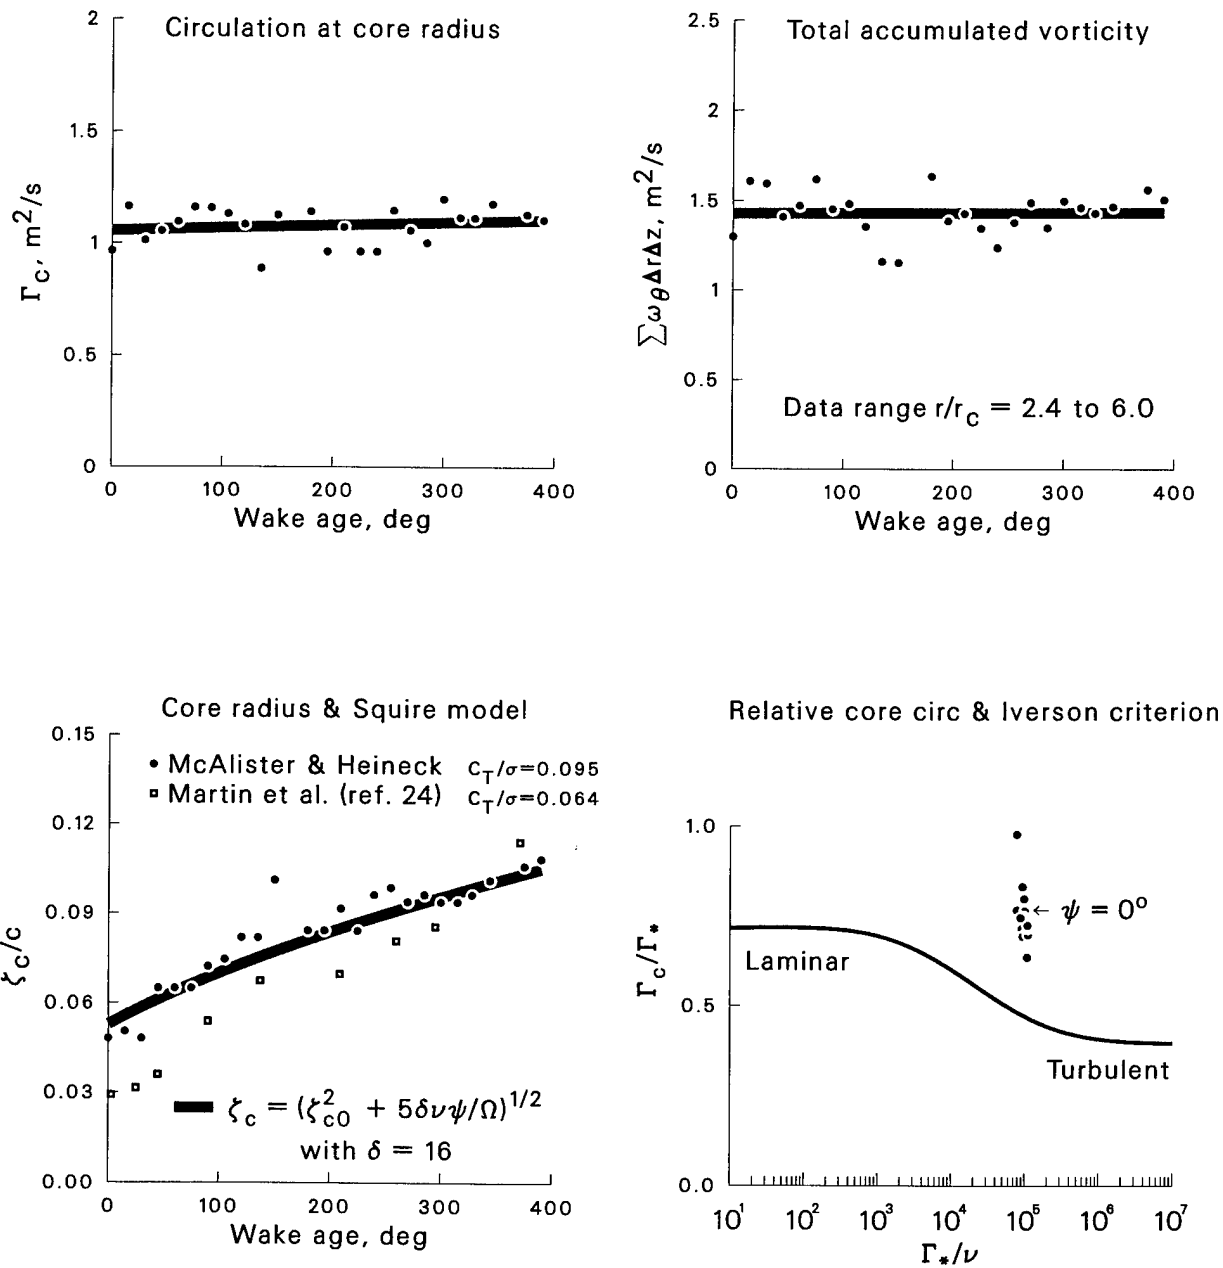 Circulation at core radius
2
1.5
1
0.5
0
Γc, m²/s
0 100 200 300 400
Wake age, deg
Total accumulated vorticity
2.5
2
1.5
1
0.5
0
∑ωθΔrΔz, m²/s
Data range r/rc = 2.4 to 6.0
0 100 200 300 400
Wake age, deg
Core radius & Squire model
0.15
0.12
0.09
0.06
0.03
0.00
ζc/c
McAlister & Heineck CT/σ=0.095
Martin et al. (ref. 24) CT/σ=0.064
ζc = (ζ²c0 + 5δνψ/Ω)^1/2
with δ = 16
0 100 200 300 400
Wake age, deg
Relative core circ & Iverson criterion
1.0
0.5
0.0
Γc/Γ*
← ψ = 0°
Laminar
Turbulent
10¹ 10² 10³ 10⁴ 10⁵ 10⁶ 10⁷
Γ*/ν